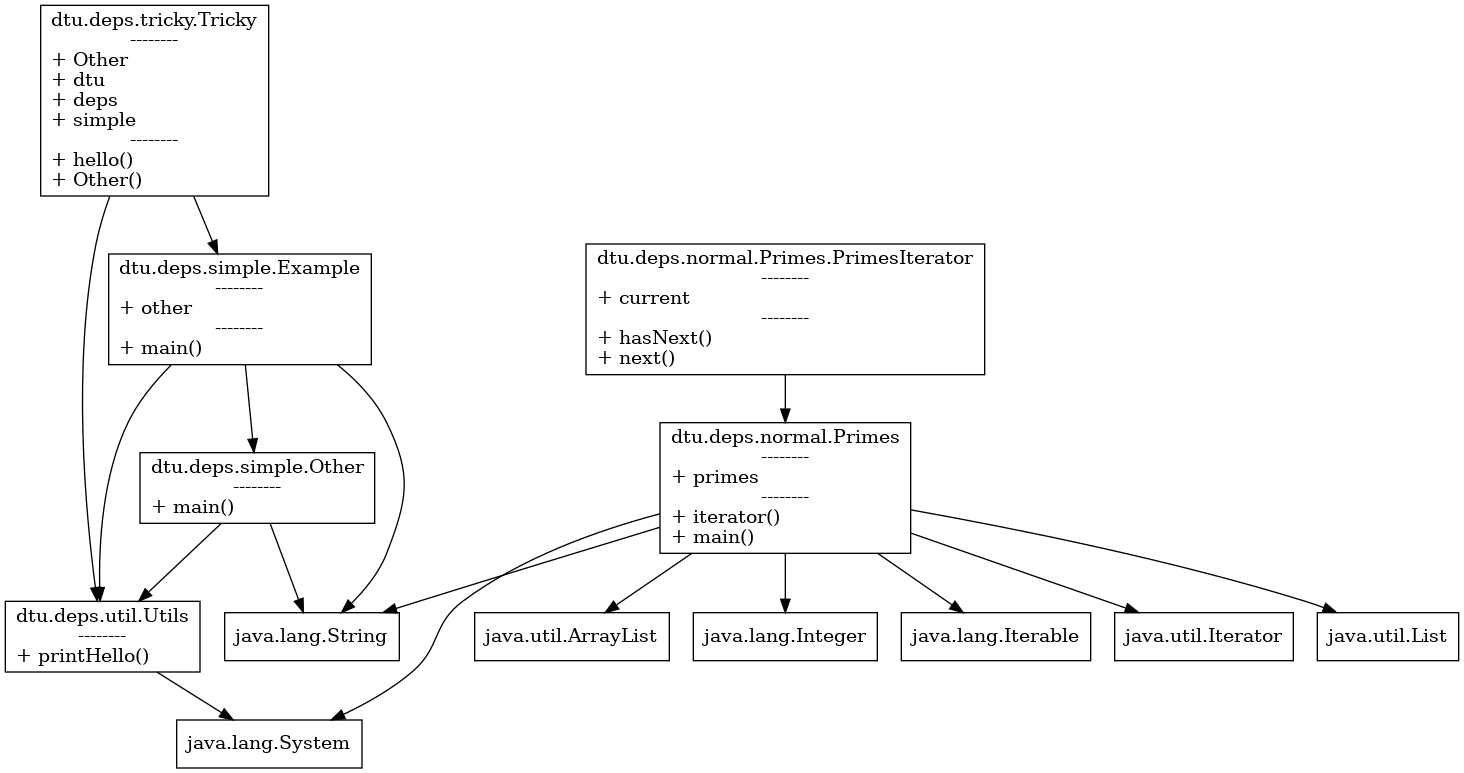 dtu.deps.tricky.Tricky
--------
+ Other
+ dtu
+ deps
+ simple
--------
+ hello()
+ Other()
dtu.deps.simple.Example
--------
+ other
--------
+ main()
dtu.deps.normal.Primes.PrimesIterator
--------
+ current
--------
+ hasNext()
+ next()
dtu.deps.simple.Other
--------
+ main()
dtu.deps.normal.Primes
--------
+ primes
--------
+ iterator()
+ main()
dtu.deps.util.Utils
--------
+ printHello()
java.lang.String
java.util.ArrayList
java.lang.Integer
java.lang.Iterable
java.util.Iterator
java.util.List
java.lang.System